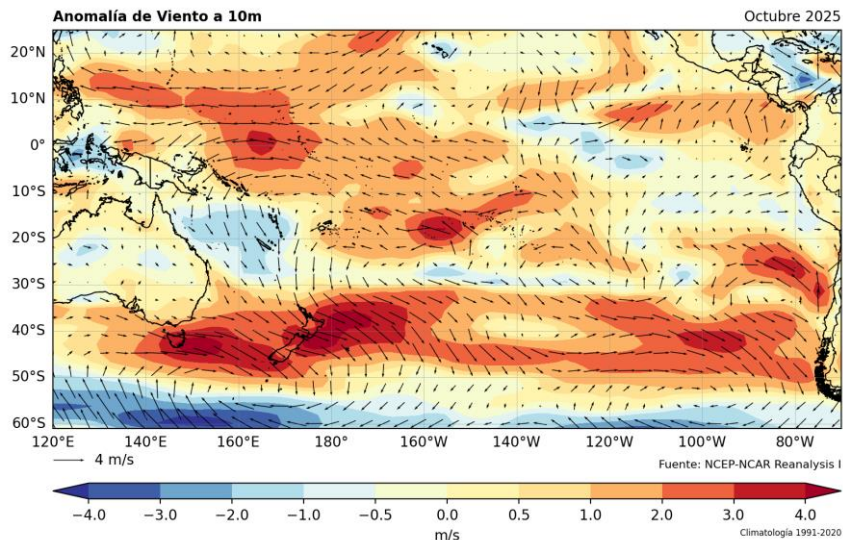 Anomalía de Viento a 10m
Octubre 2025
20°N
10°N
0°
10°S
20°S
30°S
40°S
50°S
60°S
120°E
140°E
160°E
180°
160°W
140°W
120°W
100°W
80°W
4 m/s
Fuente: NCEP-NCAR Reanalysis I
−4.0
−3.0
−2.0
−1.0
−0.5
0.0
0.5
1.0
2.0
3.0
4.0
m/s
Climatología 1991-2020